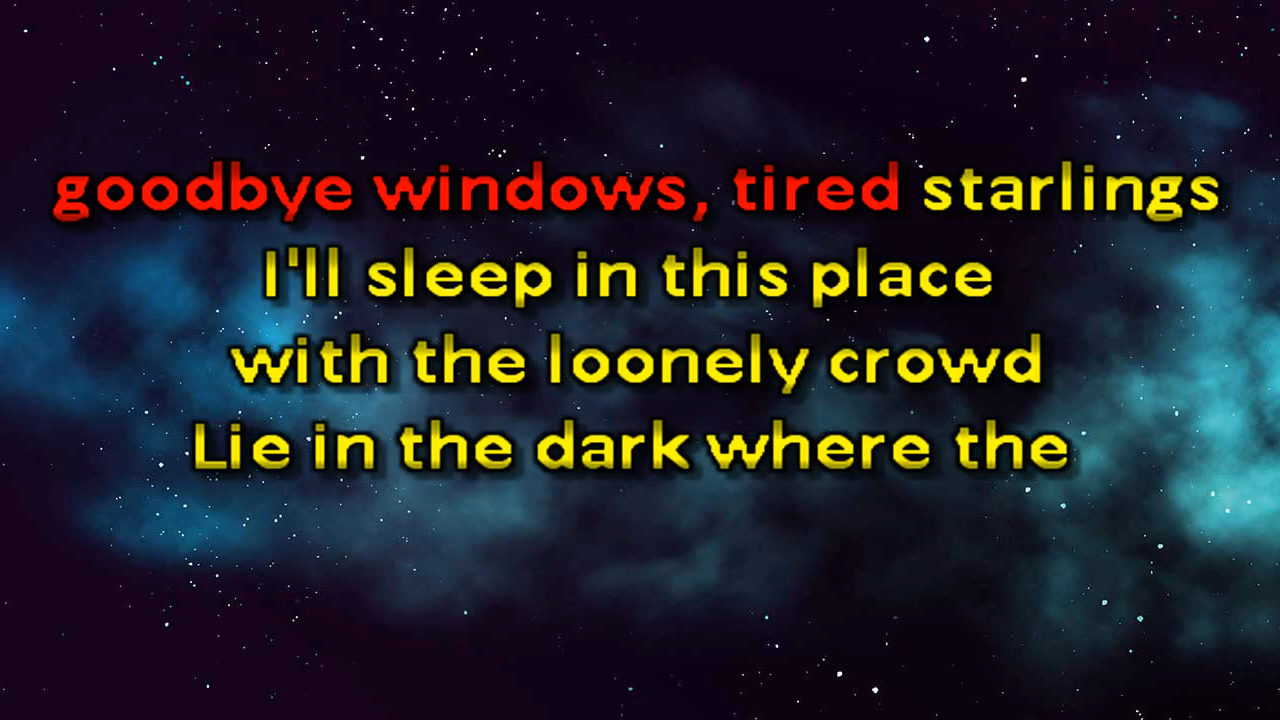 goodbye windows, tired starlings
I'll sleep in this place
with the loonely crowd
Lie in the dark where the